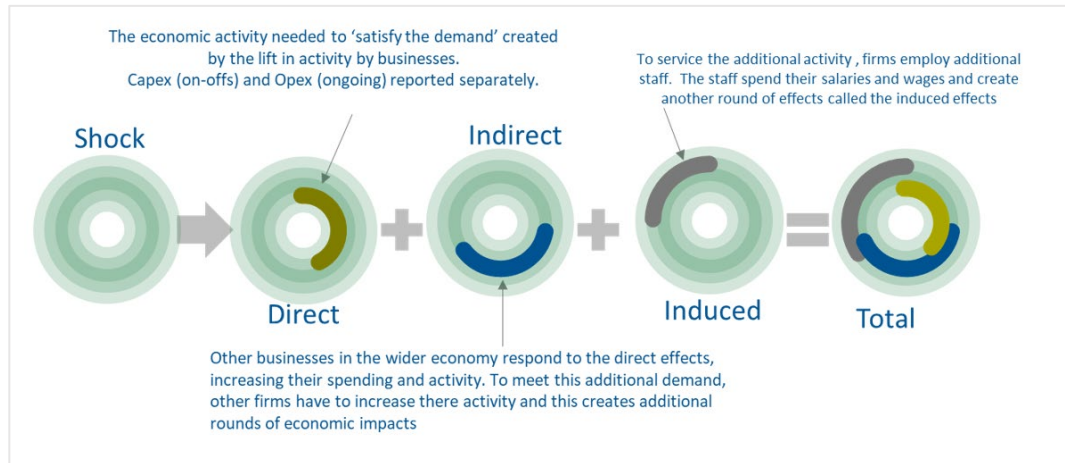 The economic activity needed to ‘satisfy the demand’ created
by the lift in activity by businesses.
Capex (on-offs) and Opex (ongoing) reported separately.
To service the additional activity , firms employ additional
staff.  The staff spend their salaries and wages and create
another round of effects called the induced effects
Shock
Indirect
Direct
Induced
Total
Other businesses in the wider economy respond to the direct effects,
increasing their spending and activity. To meet this additional demand,
other firms have to increase there activity and this creates additional
rounds of economic impacts